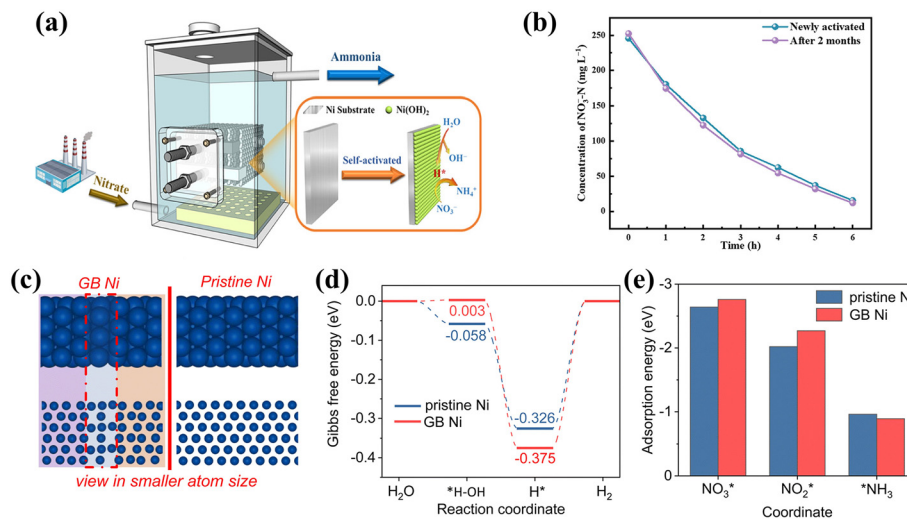 (a)
Ammonia
Ni Substrate
Ni(OH)₂
H₂O
OH⁻
Self-activated
H*
NH₄⁺
NO₃⁻
Nitrate
(b)
Newly activated
After 2 months
Concentration of NO₃⁻-N (mg L⁻¹)
250
200
150
100
50
0
0 1 2 3 4 5 6
Time (h)
(c)
GB Ni
Pristine Ni
view in smaller atom size
(d)
Gibbs free energy (eV)
0.0
-0.1
-0.2
-0.3
-0.4
0.003
-0.058
-0.326
-0.375
pristine Ni
GB Ni
H₂O *H-OH H* H₂
Reaction coordinate
(e)
pristine Ni
GB Ni
Adsorption energy (eV)
-3
-2
-1
0
NO₃* NO₂* *NH₃
Coordinate